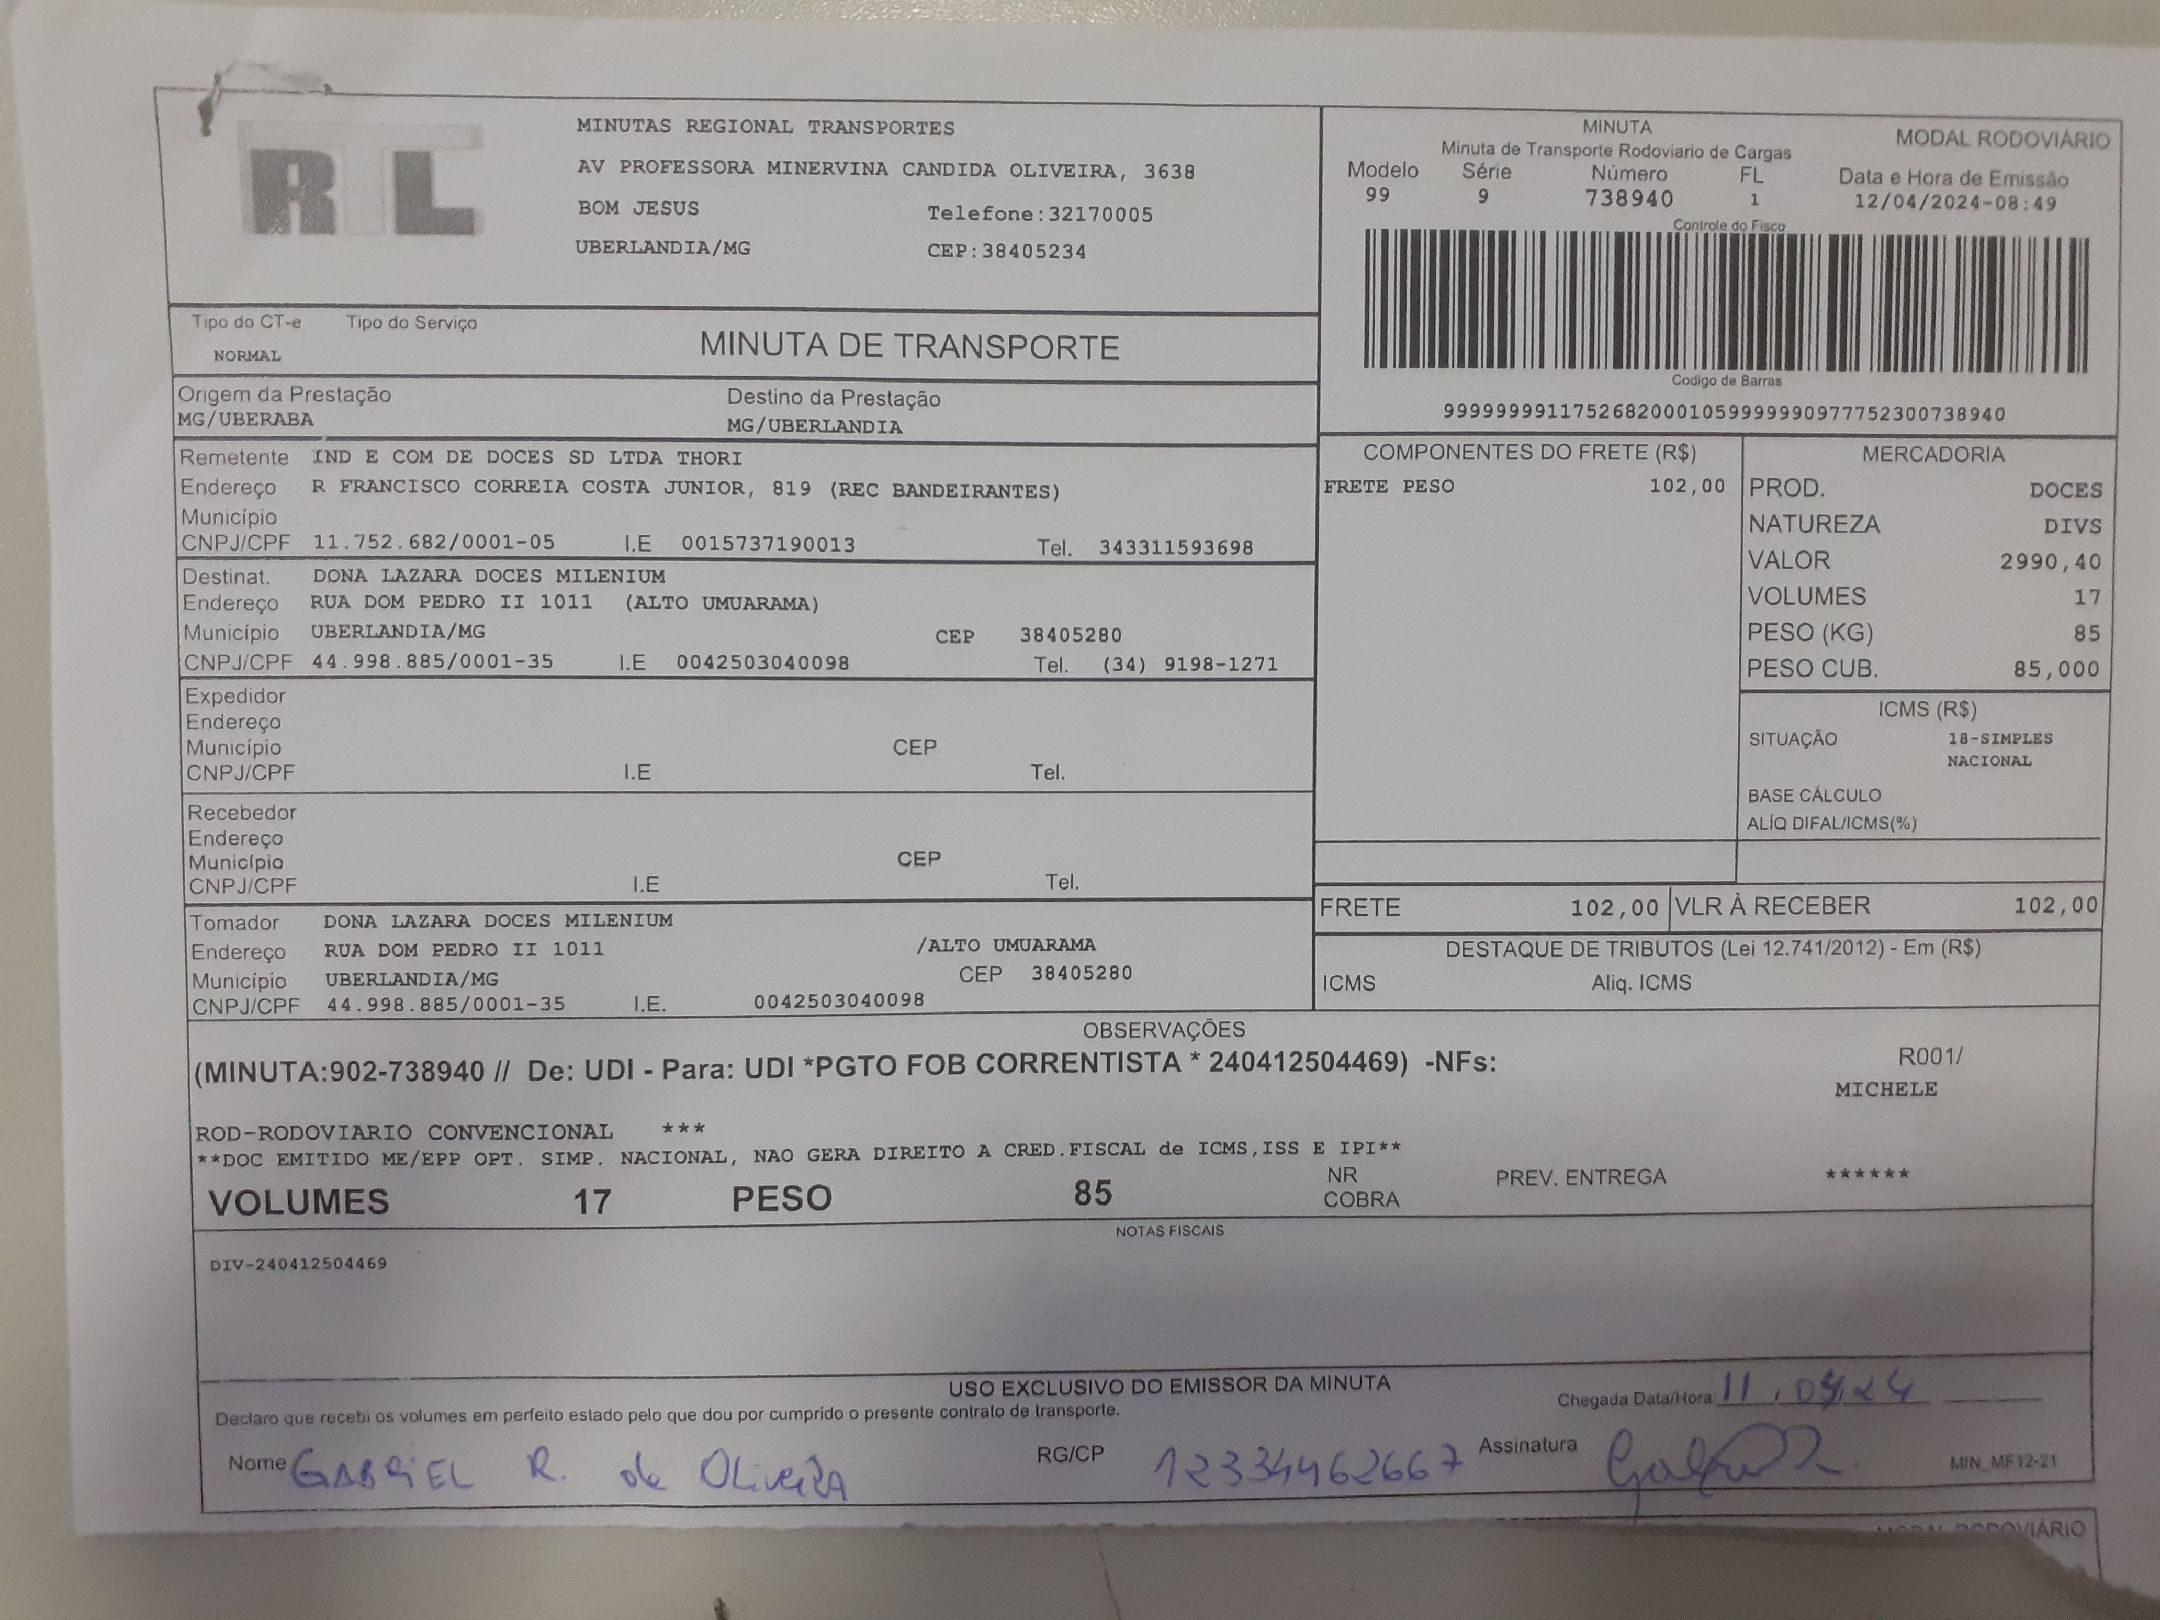 RTL
MINUTAS REGIONAL TRANSPORTES
AV PROFESSORA MINERVINA CANDIDA OLIVEIRA, 3638
BOM JESUS Telefone:32170005
UBERLANDIA/MG CEP:38405234
MINUTA MODAL RODOVIÁRIO
Minuta de Transporte Rodoviario de Cargas
Modelo Série Número FL Data e Hora de Emissão
99 9 738940 1 12/04/2024-08:49
Controle do Fisco
Codigo de Barras
99999999117526820001059999990977752300738940
Tipo do CT-e Tipo do Serviço
NORMAL
MINUTA DE TRANSPORTE
Origem da Prestação Destino da Prestação
MG/UBERABA MG/UBERLANDIA
Remetente IND E COM DE DOCES SD LTDA THORI
Endereço R FRANCISCO CORREIA COSTA JUNIOR, 819 (REC BANDEIRANTES)
Município
CNPJ/CPF 11.752.682/0001-05 I.E 0015737190013 Tel. 343311593698
Destinat. DONA LAZARA DOCES MILENIUM
Endereço RUA DOM PEDRO II 1011 (ALTO UMUARAMA)
Município UBERLANDIA/MG CEP 38405280
CNPJ/CPF 44.998.885/0001-35 I.E 0042503040098 Tel. (34) 9198-1271
Expedidor
Endereço
Município CEP
CNPJ/CPF I.E Tel.
Recebedor
Endereço
Município CEP
CNPJ/CPF I.E Tel.
Tomador DONA LAZARA DOCES MILENIUM
Endereço RUA DOM PEDRO II 1011 /ALTO UMUARAMA
Município UBERLANDIA/MG CEP 38405280
CNPJ/CPF 44.998.885/0001-35 I.E. 0042503040098
COMPONENTES DO FRETE (R$)
FRETE PESO 102,00
MERCADORIA
PROD. DOCES
NATUREZA DIVS
VALOR 2990,40
VOLUMES 17
PESO (KG) 85
PESO CUB. 85,000
ICMS (R$)
SITUAÇÃO 18-SIMPLES
NACIONAL
BASE CÁLCULO
ALÍQ DIFAL/ICMS(%)
FRETE 102,00 VLR À RECEBER 102,00
DESTAQUE DE TRIBUTOS (Lei 12.741/2012) - Em (R$)
ICMS Aliq. ICMS
OBSERVAÇÕES
(MINUTA:902-738940 // De: UDI - Para: UDI *PGTO FOB CORRENTISTA * 240412504469) -NFs: R001/
MICHELE
ROD-RODOVIARIO CONVENCIONAL ***
**DOC EMITIDO ME/EPP OPT. SIMP. NACIONAL, NAO GERA DIREITO A CRED.FISCAL de ICMS,ISS E IPI**
VOLUMES 17 PESO 85 NR COBRA PREV. ENTREGA ******
NOTAS FISCAIS
DIV-240412504469
USO EXCLUSIVO DO EMISSOR DA MINUTA
Declaro que recebi os volumes em perfeito estado pelo que dou por cumprido o presente contrato de transporte. Chegada Data/Hora:
Nome GABRiEL R. de OLiveiRA RG/CP 12334462667 Assinatura MIN_MF12-21
RODOVIÁRIO